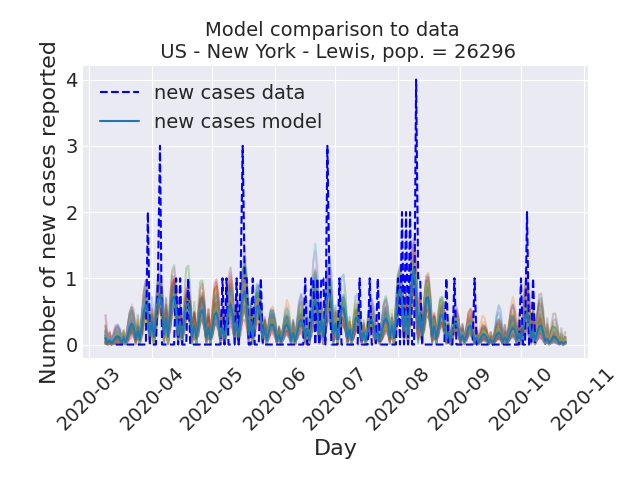 Model comparison to data
US - New York - Lewis, pop. = 26296
Number of new cases reported
4
3
2
1
0
new cases data
new cases model
2020-03
2020-04
2020-05
2020-06
2020-07
2020-08
2020-09
2020-10
2020-11
Day